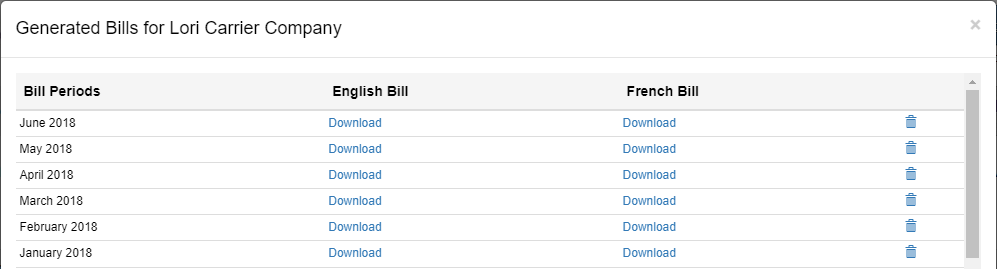 Generated Bills for Lori Carrier Company ×
Bill Periods English Bill French Bill
June 2018 Download Download
May 2018 Download Download
April 2018 Download Download
March 2018 Download Download
February 2018 Download Download
January 2018 Download Download